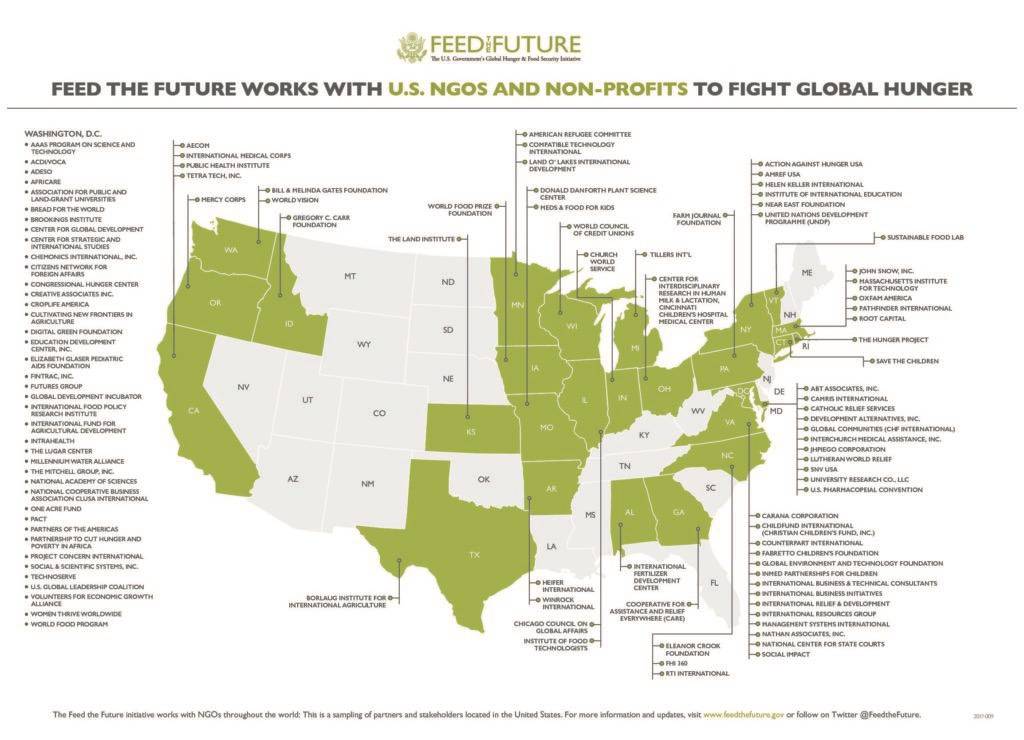 FEED THE FUTURE
The U.S. Government's Global Hunger & Food Security Initiative
FEED THE FUTURE WORKS WITH U.S. NGOS AND NON-PROFITS TO FIGHT GLOBAL HUNGER
WASHINGTON, D.C.
• AAAS PROGRAM ON SCIENCE AND
TECHNOLOGY
• ACDIVOCA
• ADESO
• AFRICARE
• ASSOCIATION FOR PUBLIC AND
LAND-GRANT UNIVERSITIES
• BREAD FOR THE WORLD
• BROOKINGS INSTITUTE
• CENTER FOR GLOBAL DEVELOPMENT
• CENTER FOR STRATEGIC AND
INTERNATIONAL STUDIES
• CHEMONICS INTERNATIONAL, INC.
• CITIZENS NETWORK FOR
FOREIGN AFFAIRS
• CONGRESSIONAL HUNGER CENTER
• CREATIVE ASSOCIATES INC.
• CROPLIFE AMERICA
• CULTIVATING NEW FRONTIERS IN
AGRICULTURE
• DIGITAL GREEN FOUNDATION
• EDUCATION DEVELOPMENT
CENTER, INC.
• ELIZABETH GLASER PEDIATRIC
AIDS FOUNDATION
• FINTRAC, INC.
• FUTURES GROUP
• GLOBAL DEVELOPMENT INCUBATOR
• INTERNATIONAL FOOD POLICY
RESEARCH INSTITUTE
• INTERNATIONAL FUND FOR
AGRICULTURAL DEVELOPMENT
• INTRAHEALTH
• THE LUGAR CENTER
• MILLENNIUM WATER ALLIANCE
• THE MITCHELL GROUP, INC.
• NATIONAL ACADEMY OF SCIENCES
• NATIONAL COOPERATIVE BUSINESS
ASSOCIATION CLUSA INTERNATIONAL
• ONE ACRE FUND
• PACT
• PARTNERS OF THE AMERICAS
• PARTNERSHIP TO CUT HUNGER AND
POVERTY IN AFRICA
• PROJECT CONCERN INTERNATIONAL
• SOCIAL & SCIENTIFIC SYSTEMS, INC.
• TECHNOSERVE
• U.S. GLOBAL LEADERSHIP COALITION
• VOLUNTEERS FOR ECONOMIC GROWTH
ALLIANCE
• WOMEN THRIVE WORLDWIDE
• WORLD FOOD PROGRAM
AECOM
INTERNATIONAL MEDICAL CORPS
PUBLIC HEALTH INSTITUTE
TETRA TECH, INC.
MERCY CORPS
BILL & MELINDA GATES FOUNDATION
WORLD VISION
GREGORY C. CARR
FOUNDATION
THE LAND INSTITUTE
WORLD FOOD PRIZE
FOUNDATION
AMERICAN REFUGEE COMMITTEE
COMPATIBLE TECHNOLOGY
INTERNATIONAL
LAND O' LAKES INTERNATIONAL
DEVELOPMENT
DONALD DANFORTH PLANT SCIENCE
CENTER
MEDS & FOOD FOR KIDS
WORLD COUNCIL
OF CREDIT UNIONS
CHURCH
WORLD
SERVICE
TILLERS INT'L
CENTER FOR
INTERDISCIPLINARY
RESEARCH IN HUMAN
MILK & LACTATION,
CINCINNATI
CHILDREN'S HOSPITAL
MEDICAL CENTER
FARM JOURNAL
FOUNDATION
ACTION AGAINST HUNGER USA
AMREF USA
HELEN KELLER INTERNATIONAL
INSTITUTE OF INTERNATIONAL EDUCATION
NEAR EAST FOUNDATION
UNITED NATIONS DEVELOPMENT
PROGRAMME (UNDP)
SUSTAINABLE FOOD LAB
JOHN SNOW, INC.
MASSACHUSETTS INSTITUTE
FOR TECHNOLOGY
OXFAM AMERICA
PATHFINDER INTERNATIONAL
ROOT CAPITAL
THE HUNGER PROJECT
SAVE THE CHILDREN
ABT ASSOCIATES, INC.
CAMRIS INTERNATIONAL
CATHOLIC RELIEF SERVICES
DEVELOPMENT ALTERNATIVES, INC.
GLOBAL COMMUNITIES (CHF INTERNATIONAL)
INTERCHURCH MEDICAL ASSISTANCE, INC.
JHPIEGO CORPORATION
LUTHERAN WORLD RELIEF
SNV USA
UNIVERSITY RESEARCH CO., LLC
U.S. PHARMACOPEIAL CONVENTION
CARANA CORPORATION
CHILDFUND INTERNATIONAL
(CHRISTIAN CHILDREN'S FUND, INC.)
COUNTERPART INTERNATIONAL
FABRETTO CHILDREN'S FOUNDATION
GLOBAL ENVIRONMENT AND TECHNOLOGY FOUNDATION
INMED PARTNERSHIPS FOR CHILDREN
INTERNATIONAL BUSINESS & TECHNICAL CONSULTANTS
INTERNATIONAL BUSINESS INITIATIVES
INTERNATIONAL RELIEF & DEVELOPMENT
INTERNATIONAL RESOURCES GROUP
MANAGEMENT SYSTEMS INTERNATIONAL
NATHAN ASSOCIATES, INC.
NATIONAL CENTER FOR STATE COURTS
SOCIAL IMPACT
WA
OR
CA
ID
NV
MT
WY
UT
AZ
CO
NM
ND
SD
NE
KS
OK
TX
MN
IA
MO
AR
LA
WI
IL
MS
MI
IN
OH
KY
TN
AL
GA
FL
SC
NC
VA
WV
PA
NY
VT
NH
ME
MA
CT
RI
NJ
DE
DC
MD
BORLAUG INSTITUTE FOR
INTERNATIONAL AGRICULTURE
HEIFER
INTERNATIONAL
WINROCK
INTERNATIONAL
CHICAGO COUNCIL ON
GLOBAL AFFAIRS
INSTITUTE OF FOOD
TECHNOLOGISTS
INTERNATIONAL
FERTILIZER
DEVELOPMENT
CENTER
COOPERATIVE FOR
ASSISTANCE AND RELIEF
EVERYWHERE (CARE)
ELEANOR CROOK
FOUNDATION
FHI 360
RTI INTERNATIONAL
The Feed the Future initiative works with NGOs throughout the world: This is a sampling of partners and stakeholders located in the United States. For more information and updates, visit www.feedthefuture.gov or follow on Twitter @FeedtheFuture.